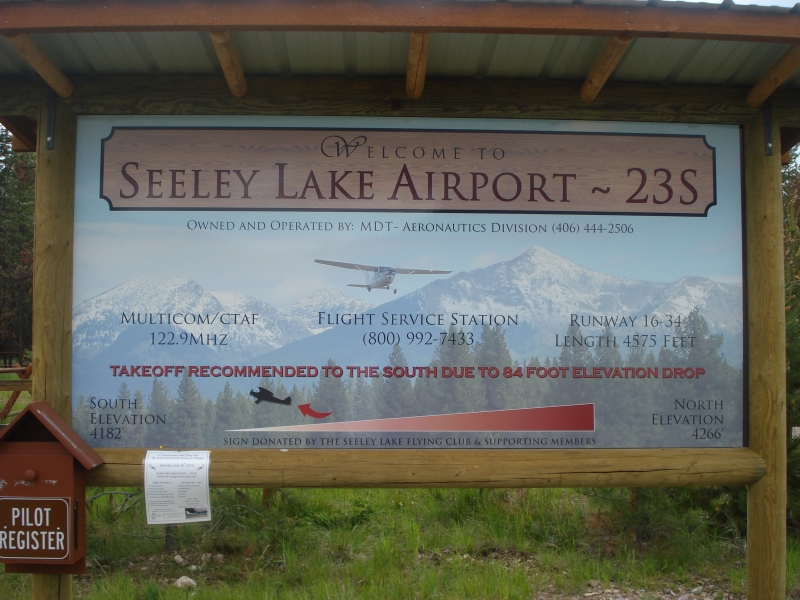 WELCOME TO
SEELEY LAKE AIRPORT ~ 23S
OWNED AND OPERATED BY: MDT- AERONAUTICS DIVISION (406) 444-2506
MULTICOM/CTAF
122.9MHZ
FLIGHT SERVICE STATION
(800) 992-7433
RUNWAY 16-34
LENGTH 4575 FEET
TAKEOFF RECOMMENDED TO THE SOUTH DUE TO 84 FOOT ELEVATION DROP
SOUTH
ELEVATION
4182
NORTH
ELEVATION
4266'
SIGN DONATED BY THE SEELEY LAKE FLYING CLUB & SUPPORTING MEMBERS
PILOT
REGISTER